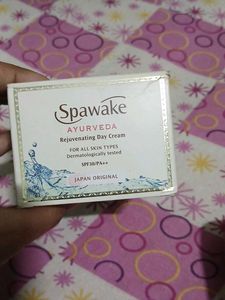 Spawake
AYURVEDA
Rejuvenating Day Cream
FOR ALL SKIN TYPES
Dermatologically tested
SPF30/PA++
JAPAN ORIGINAL